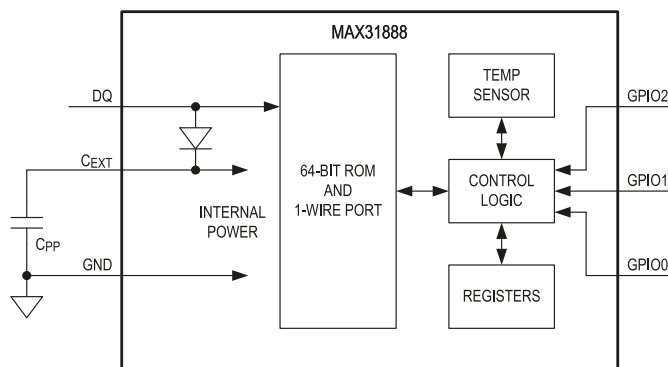 MAX31888
DQ
CEXT
CPP
GND
INTERNAL
POWER
64-BIT ROM
AND
1-WIRE PORT
TEMP
SENSOR
CONTROL
LOGIC
REGISTERS
GPIO2
GPIO1
GPIO0